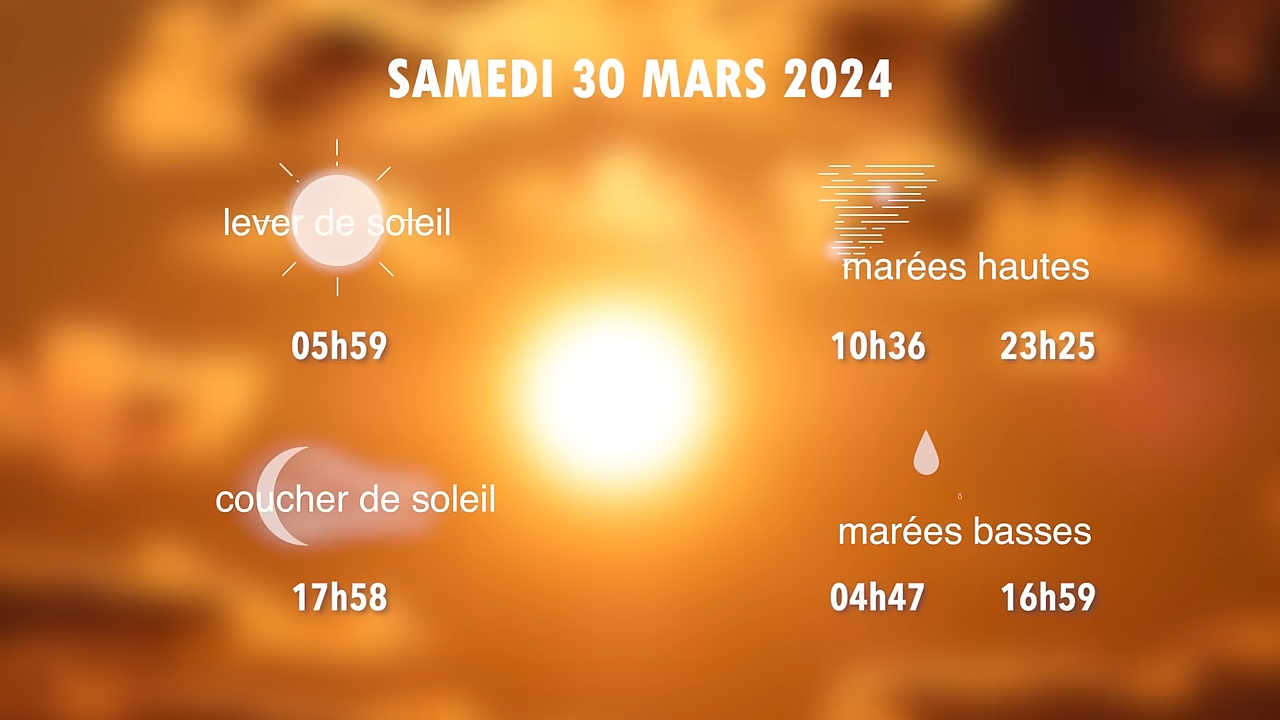 SAMEDI 30 MARS 2024
lever de soleil
05h59
marées hautes
10h36 23h25
coucher de soleil
17h58
marées basses
04h47 16h59